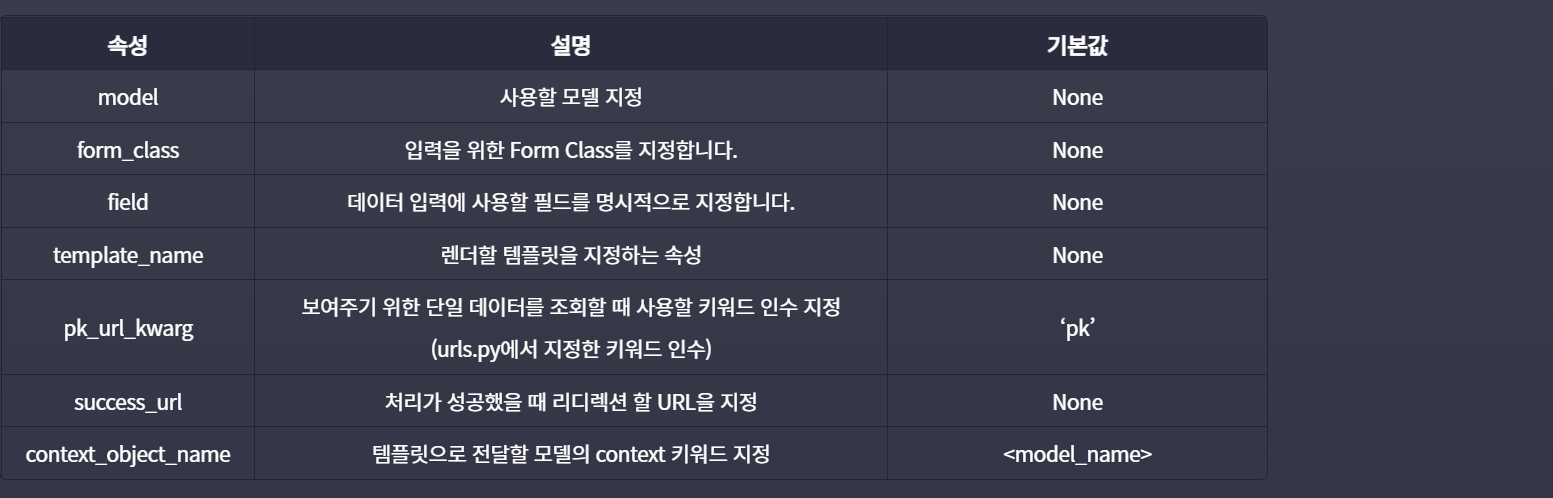 속성 설명 기본값
model 사용할 모델 지정 None
form_class 입력을 위한 Form Class를 지정합니다. None
field 데이터 입력에 사용할 필드를 명시적으로 지정합니다. None
template_name 렌더할 템플릿을 지정하는 속성 None
pk_url_kwarg 보여주기 위한 단일 데이터를 조회할 때 사용할 키워드 인수 지정
(urls.py에서 지정한 키워드 인수) ‘pk’
success_url 처리가 성공했을 때 리디렉션 할 URL을 지정 None
context_object_name 템플릿으로 전달할 모델의 context 키워드 지정 <model_name>